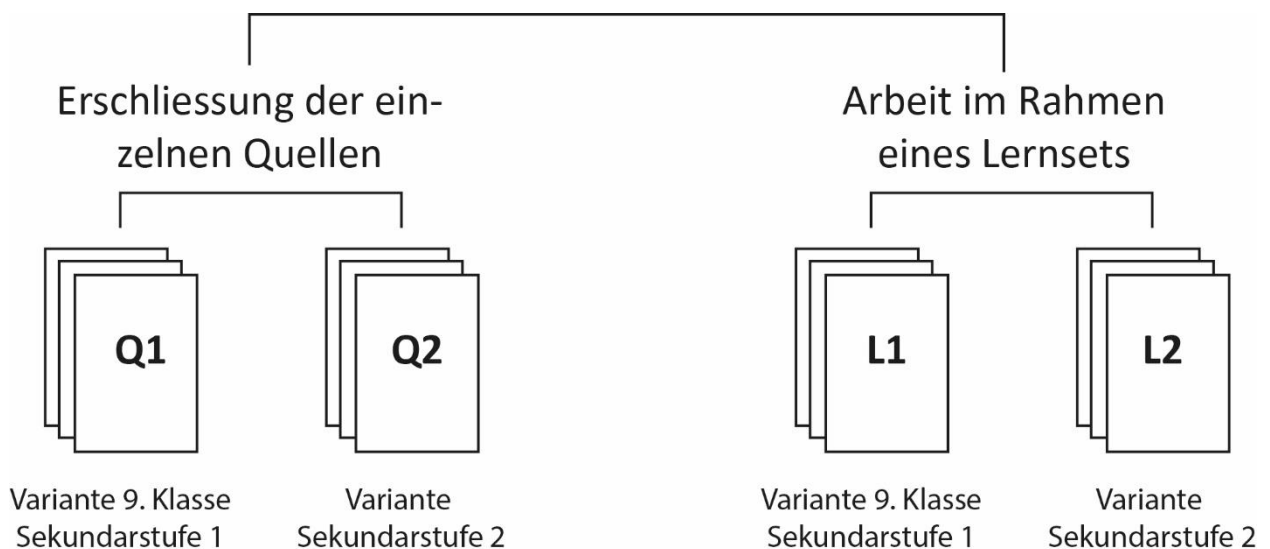 Erschliessung der ein-
zelnen Quellen
Arbeit im Rahmen
eines Lernsets
Q1
Q2
L1
L2
Variante 9. Klasse
Sekundarstufe 1
Variante
Sekundarstufe 2
Variante 9. Klasse
Sekundarstufe 1
Variante
Sekundarstufe 2